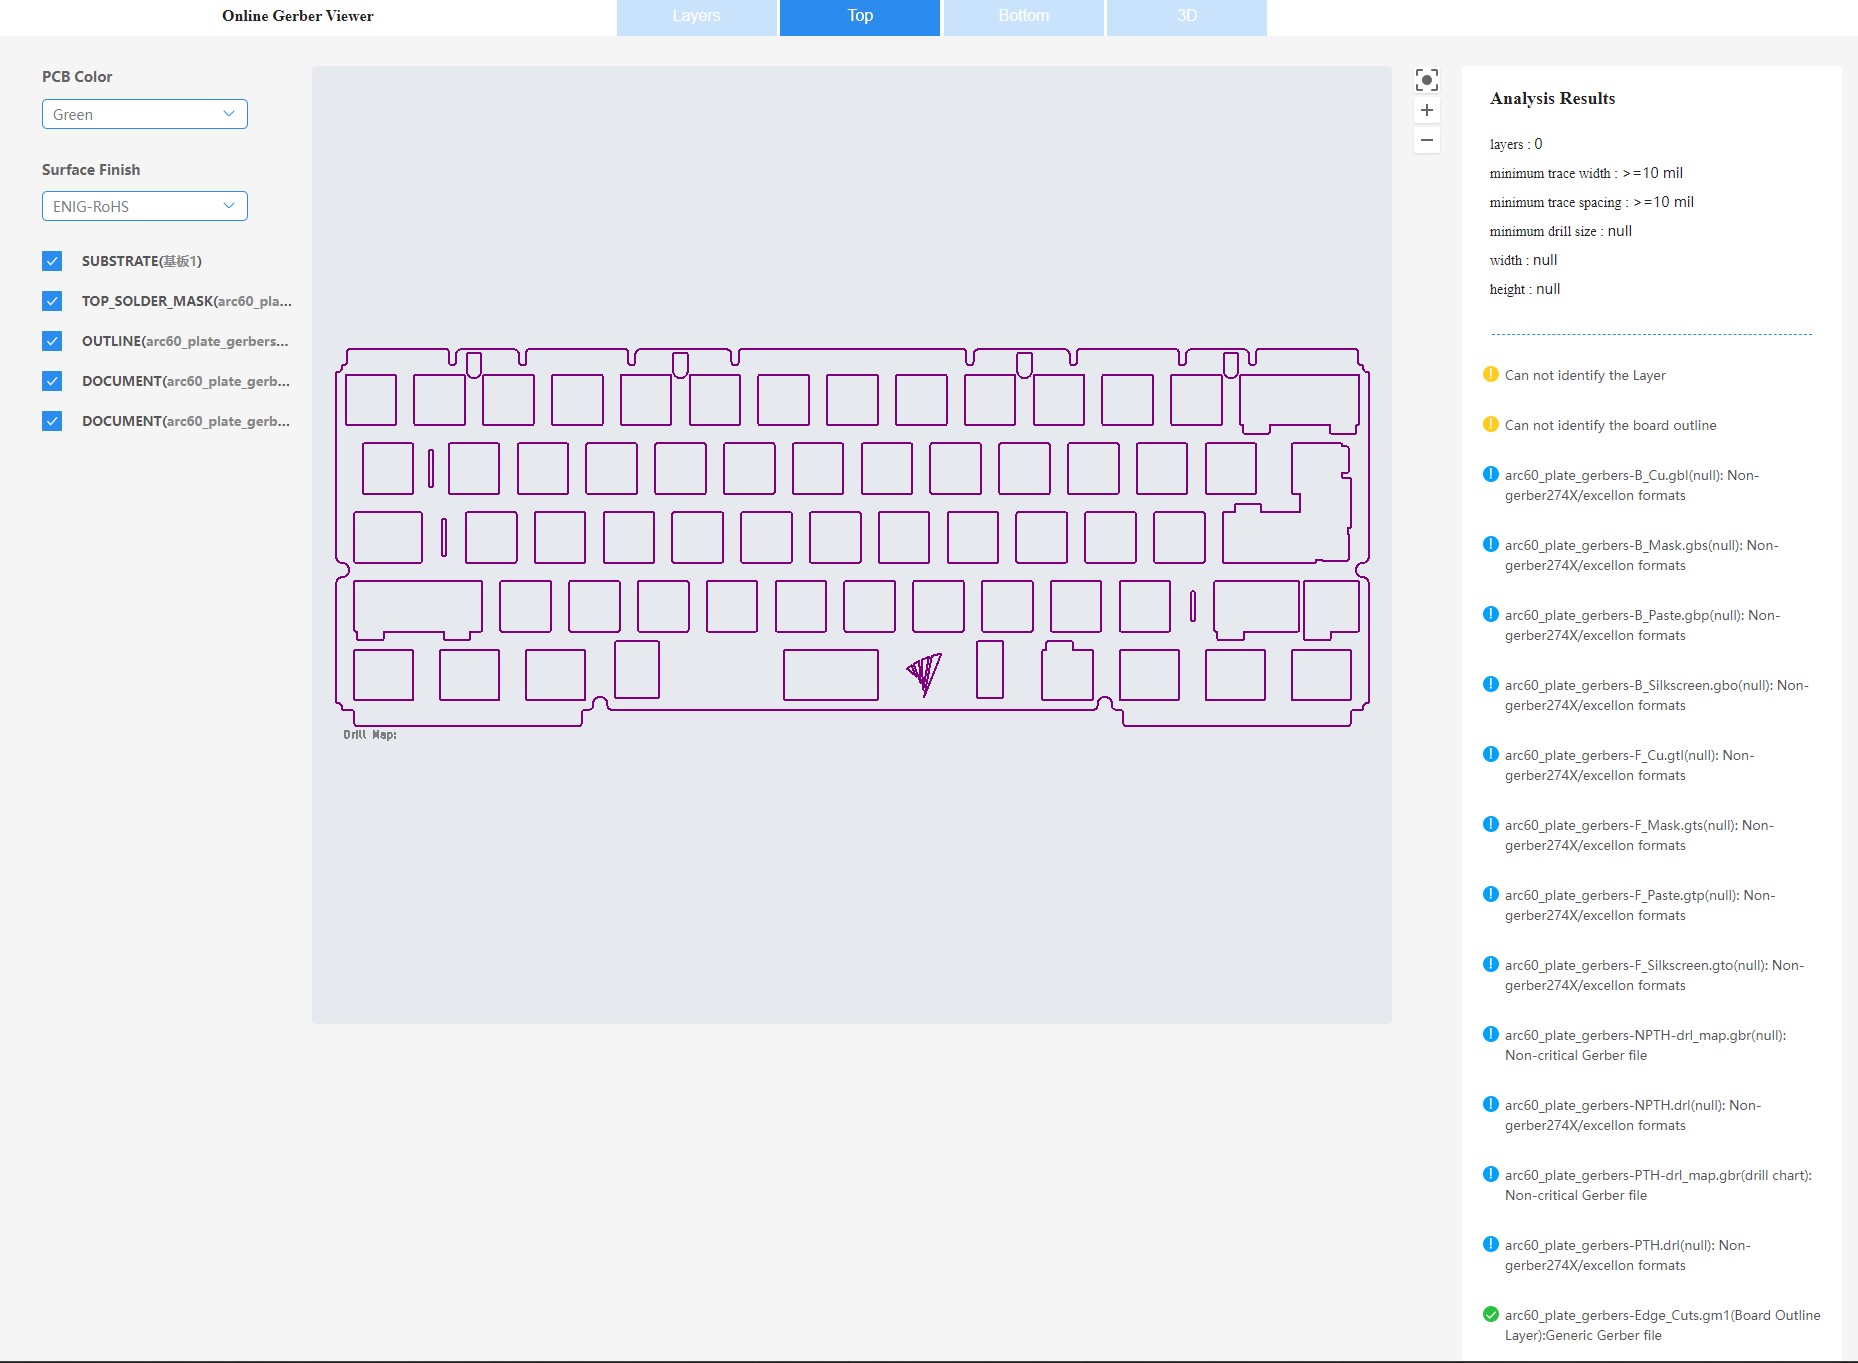 Online Gerber Viewer
Layers
Top
Bottom
3D
PCB Color
Green
Surface Finish
ENIG-RoHS
SUBSTRATE(基板1)
TOP_SOLDER_MASK(arc60_pla...
OUTLINE(arc60_plate_gerbers...
DOCUMENT(arc60_plate_gerb...
DOCUMENT(arc60_plate_gerb...
Drill Map:
Analysis Results
layers : 0
minimum trace width : >=10 mil
minimum trace spacing : >=10 mil
minimum drill size : null
width : null
height : null
Can not identify the Layer
Can not identify the board outline
arc60_plate_gerbers-B_Cu.gbl(null): Non-
gerber274X/excellon formats
arc60_plate_gerbers-B_Mask.gbs(null): Non-
gerber274X/excellon formats
arc60_plate_gerbers-B_Paste.gbp(null): Non-
gerber274X/excellon formats
arc60_plate_gerbers-B_Silkscreen.gbo(null): Non-
gerber274X/excellon formats
arc60_plate_gerbers-F_Cu.gtl(null): Non-
gerber274X/excellon formats
arc60_plate_gerbers-F_Mask.gts(null): Non-
gerber274X/excellon formats
arc60_plate_gerbers-F_Paste.gtp(null): Non-
gerber274X/excellon formats
arc60_plate_gerbers-F_Silkscreen.gto(null): Non-
gerber274X/excellon formats
arc60_plate_gerbers-NPTH-drl_map.gbr(null):
Non-critical Gerber file
arc60_plate_gerbers-NPTH.drl(null): Non-
gerber274X/excellon formats
arc60_plate_gerbers-PTH-drl_map.gbr(drill chart):
Non-critical Gerber file
arc60_plate_gerbers-PTH.drl(null): Non-
gerber274X/excellon formats
arc60_plate_gerbers-Edge_Cuts.gm1(Board Outline
Layer):Generic Gerber file